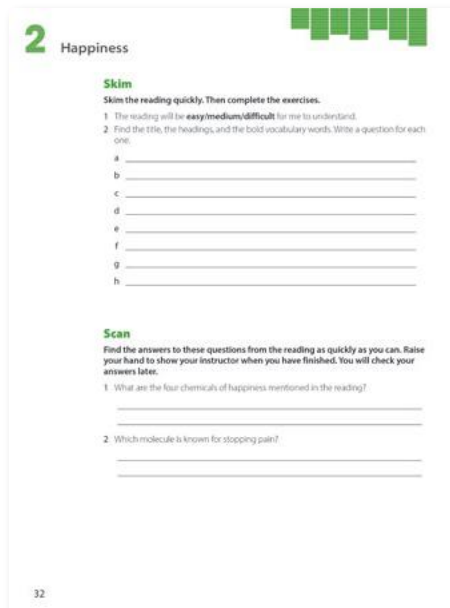 2
Happiness
Skim
Skim the reading quickly. Then complete the exercises.
1 The reading will be easy/medium/difficult for me to understand.
2 Find the title, the headings, and the bold vocabulary words. Write a question for each
one.
a
b
c
d
e
f
g
h
Scan
Find the answers to these questions from the reading as quickly as you can. Raise
your hand to show your instructor when you have finished. You will check your
answers later.
1 What are the four chemicals of happiness mentioned in the reading?
2 Which molecule is known for stopping pain?
32